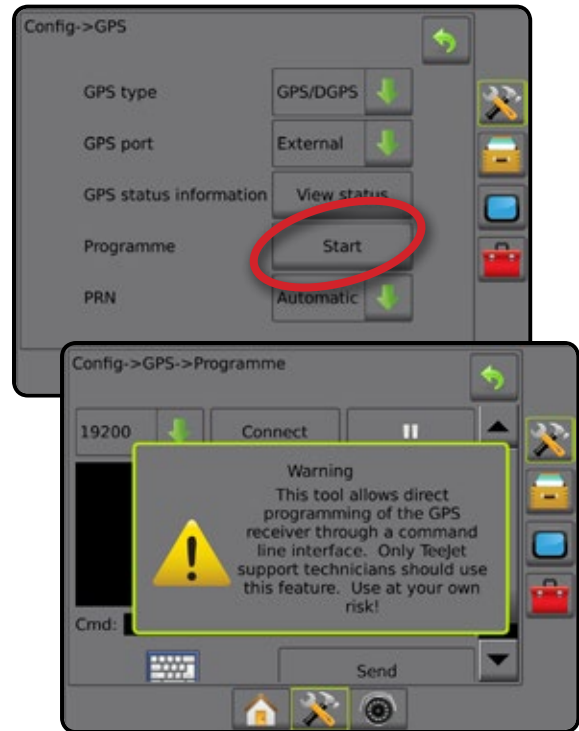 Config->GPS
GPS type GPS/DGPS
GPS port External
GPS status information View status
Programme Start
PRN Automatic
Config->GPS->Programme
19200 Connect
Warning
This tool allows direct
programming of the GPS
receiver through a command
line interface. Only TeeJet
support technicians should use
this feature. Use at your own
risk!
Cmd:
Send